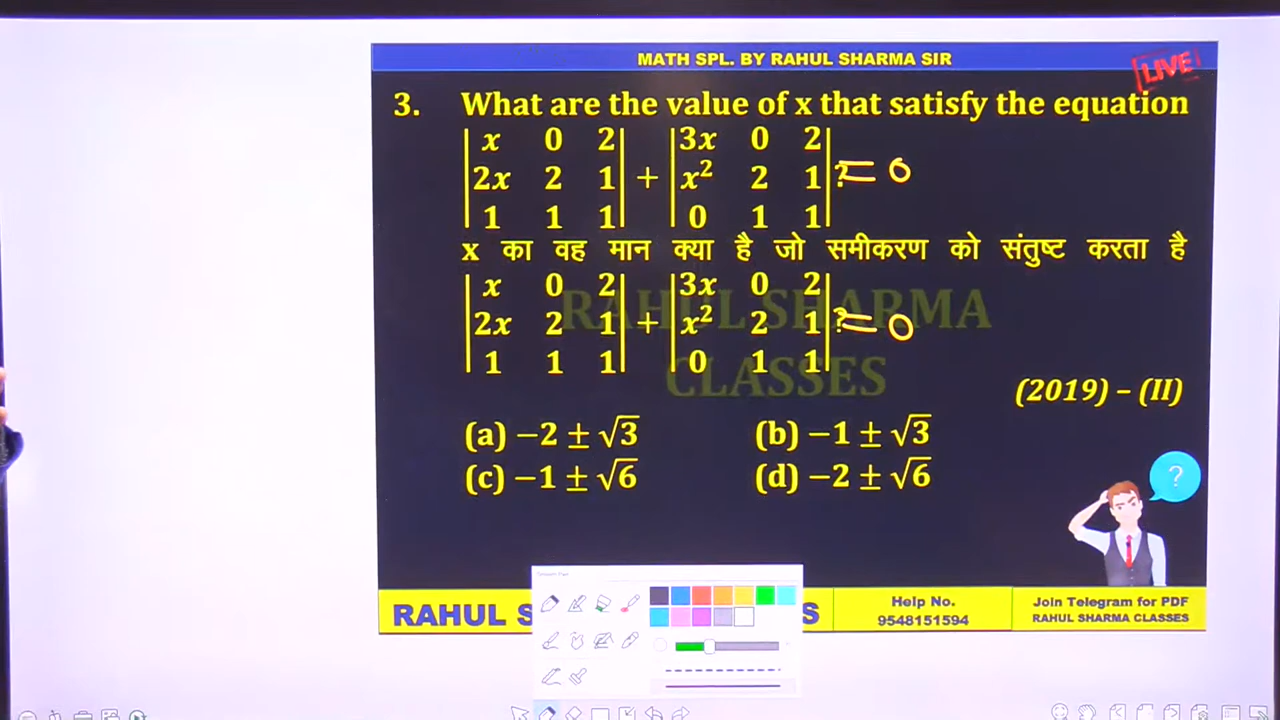 MATH SPL. BY RAHUL SHARMA SIR
LIVE
3. What are the value of x that satisfy the equation
|x 0 2| |3x 0 2|
|2x 2 1| + |x² 2 1| ? = 0
|1 1 1| |0 1 1|
x का वह मान क्या है जो समीकरण को संतुष्ट करता है
|x 0 2| |3x 0 2|
|2x 2 1| + |x² 2 1| ? = 0
|1 1 1| |0 1 1|
RAHUL SHARMA
CLASSES
(2019) – (II)
(a) −2 ± √3 (b) −1 ± √3
(c) −1 ± √6 (d) −2 ± √6
?
RAHUL S S
Help No.
9548151594
Join Telegram for PDF
RAHUL SHARMA CLASSES